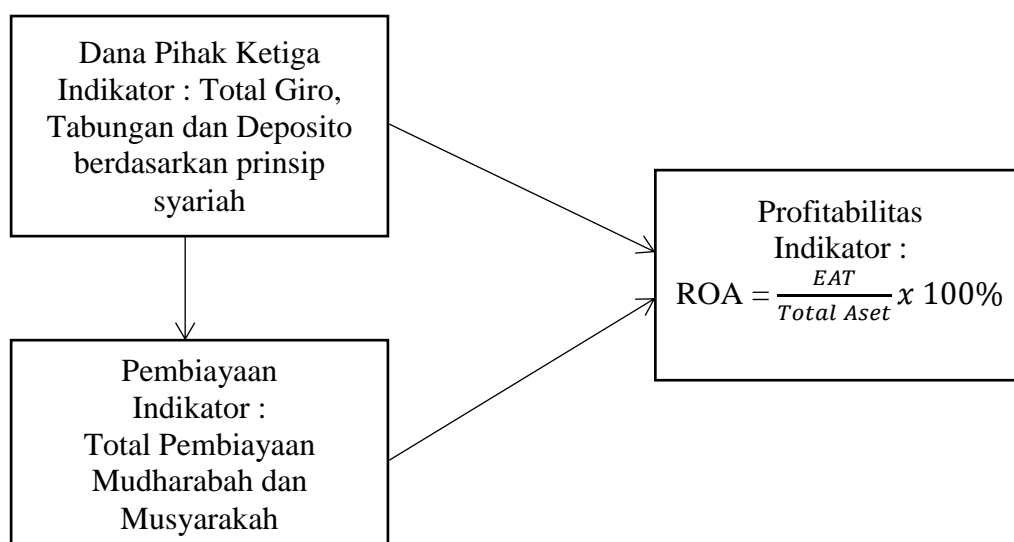 Dana Pihak Ketiga
Indikator : Total Giro,
Tabungan dan Deposito
berdasarkan prinsip
syariah
Profitabilitas
Indikator :
ROA = EAT / Total Aset x 100%
Pembiayaan
Indikator :
Total Pembiayaan
Mudharabah dan
Musyarakah